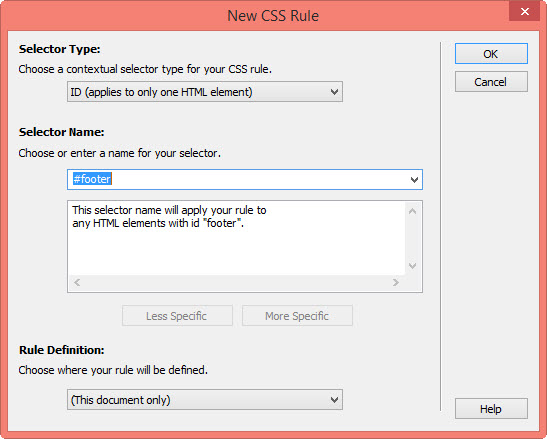 New CSS Rule
Selector Type:
Choose a contextual selector type for your CSS rule.
ID (applies to only one HTML element)
Selector Name:
Choose or enter a name for your selector.
#footer
This selector name will apply your rule to
any HTML elements with id "footer".
Less Specific
More Specific
Rule Definition:
Choose where your rule will be defined.
(This document only)
OK
Cancel
Help